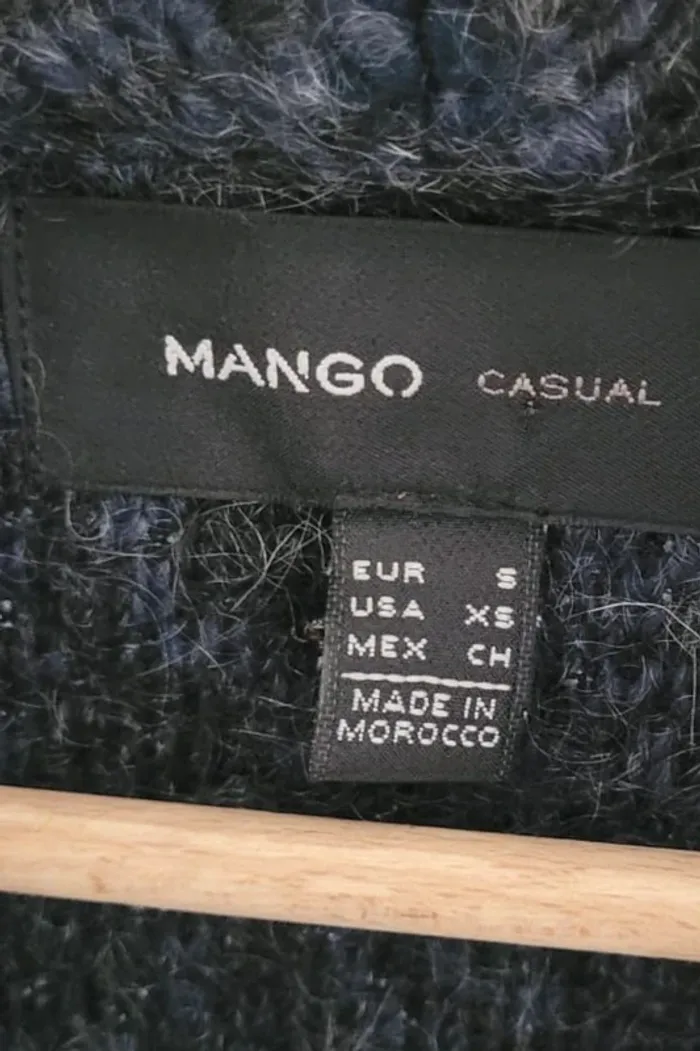 MANGO CASUAL
EUR S
USA XS
MEX CH
MADE IN
MOROCCO